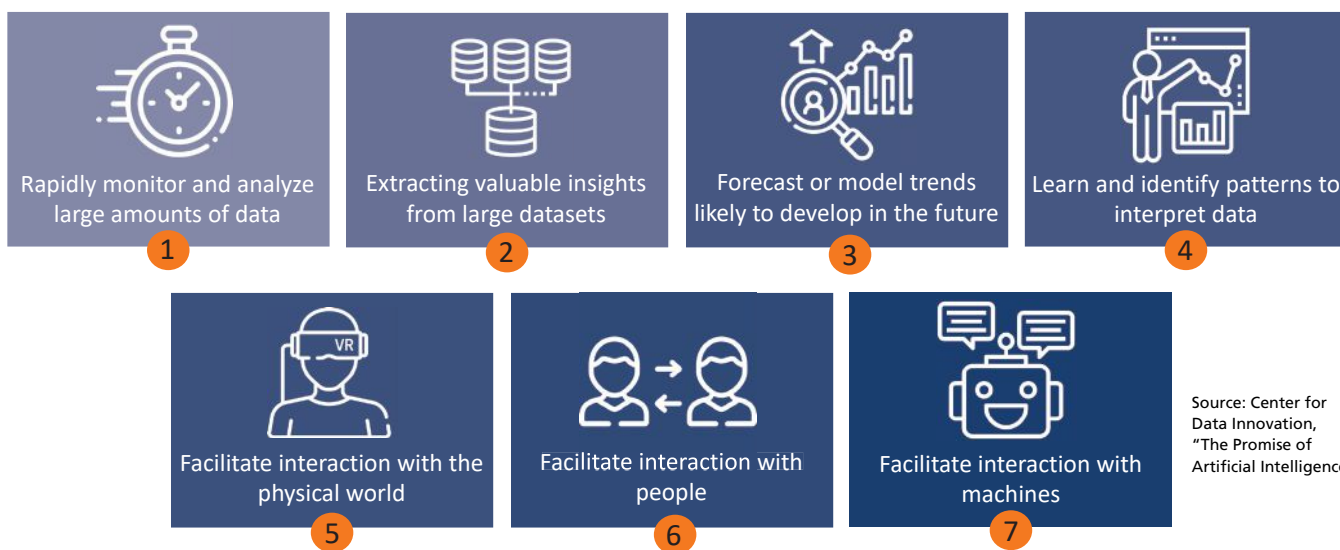 Rapidly monitor and analyze
large amounts of data
1
Extracting valuable insights
from large datasets
2
Forecast or model trends
likely to develop in the future
3
Learn and identify patterns to
interpret data
4
VR
Facilitate interaction with the
physical world
5
Facilitate interaction with
people
6
Facilitate interaction with
machines
7
Source: Center for
Data Innovation,
“The Promise of
Artificial Intelligenc